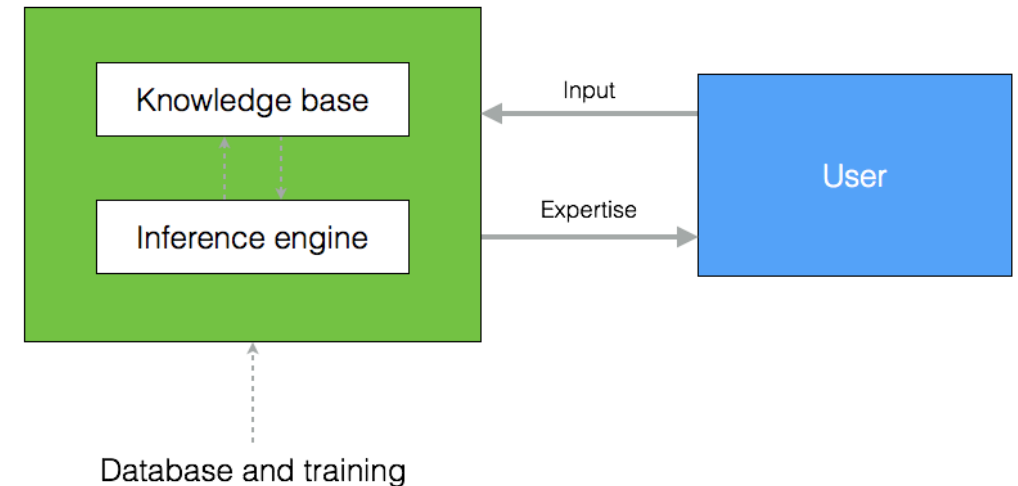 Knowledge base
Inference engine
Input
Expertise
User
Database and training